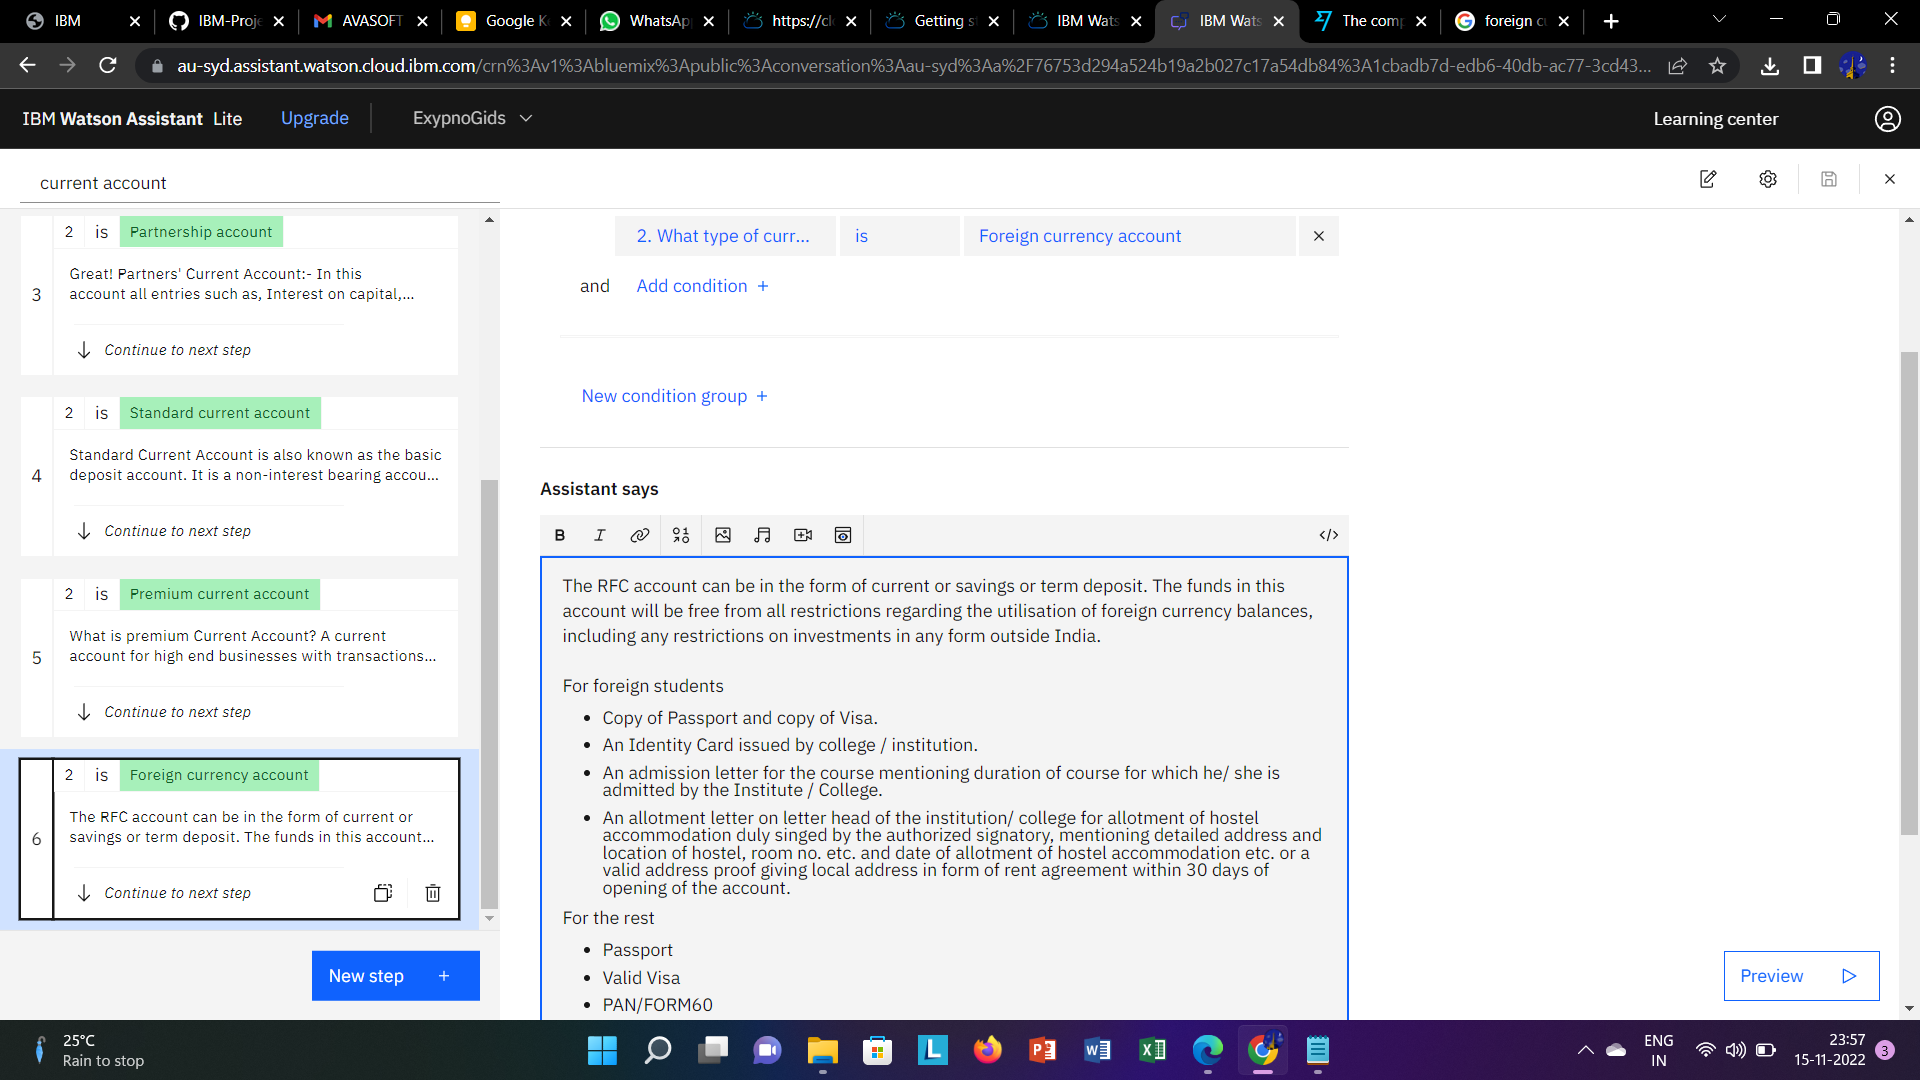 IBM
IBM-Proje
AVASOFT
Google Ke
WhatsApp
https://cl
Getting s
IBM Wats
IBM Wats
The comp
foreign cu
au-syd.assistant.watson.cloud.ibm.com/crn%3Av1%3Abluemix%3Apublic%3Aconversation%3Aau-syd%3Aa%2F76753d294a524b19a2b027c17a54db84%3A1cbadb7d-edb6-40db-ac77-3cd43...
IBM Watson Assistant Lite
Upgrade
ExypnoGids
Learning center
current account
2 is Partnership account
3
Great! Partners' Current Account:- In this
account all entries such as, Interest on capital,...
Continue to next step
2 is Standard current account
4
Standard Current Account is also known as the basic
deposit account. It is a non-interest bearing accou...
Continue to next step
2 is Premium current account
5
What is premium Current Account? A current
account for high end businesses with transactions...
Continue to next step
2 is Foreign currency account
6
The RFC account can be in the form of current or
savings or term deposit. The funds in this account...
Continue to next step
New step +
2. What type of curr... is Foreign currency account
and Add condition +
New condition group +
Assistant says
B I </>
The RFC account can be in the form of current or savings or term deposit. The funds in this
account will be free from all restrictions regarding the utilisation of foreign currency balances,
including any restrictions on investments in any form outside India.
For foreign students
• Copy of Passport and copy of Visa.
• An Identity Card issued by college / institution.
• An admission letter for the course mentioning duration of course for which he/ she is
admitted by the Institute / College.
• An allotment letter on letter head of the institution/ college for allotment of hostel
accommodation duly singed by the authorized signatory, mentioning detailed address and
location of hostel, room no. etc. and date of allotment of hostel accommodation etc. or a
valid address proof giving local address in form of rent agreement within 30 days of
opening of the account.
For the rest
• Passport
• Valid Visa
• PAN/FORM60
Preview
25°C
Rain to stop
ENG
IN
23:57
15-11-2022
3